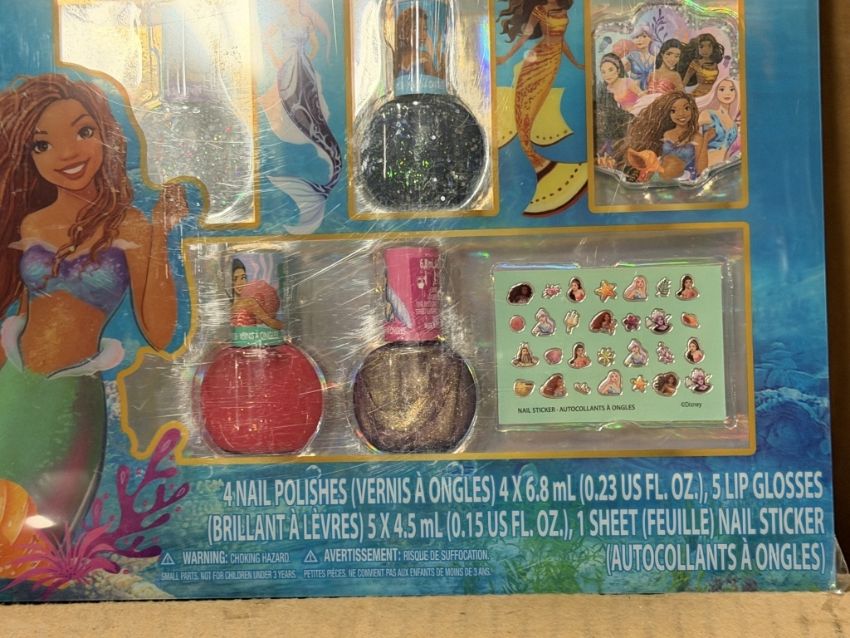 NAIL STICKER · AUTOCOLLANTS À ONGLES
©Disney
4 NAIL POLISHES (VERNIS À ONGLES) 4 X 6.8 mL (0.23 US FL. OZ.), 5 LIP GLOSSES
(BRILLANT À LÈVRES) 5 X 4.5 mL (0.15 US FL. OZ.), 1 SHEET (FEUILLE) NAIL STICKER
(AUTOCOLLANTS À ONGLES)
⚠ WARNING: CHOKING HAZARD.
SMALL PARTS. NOT FOR CHILDREN UNDER 3 YEARS.
⚠ AVERTISSEMENT: RISQUE DE SUFFOCATION.
PETITES PIÈCES. NE CONVIENT PAS AUX ENFANTS DE MOINS DE 3 ANS.